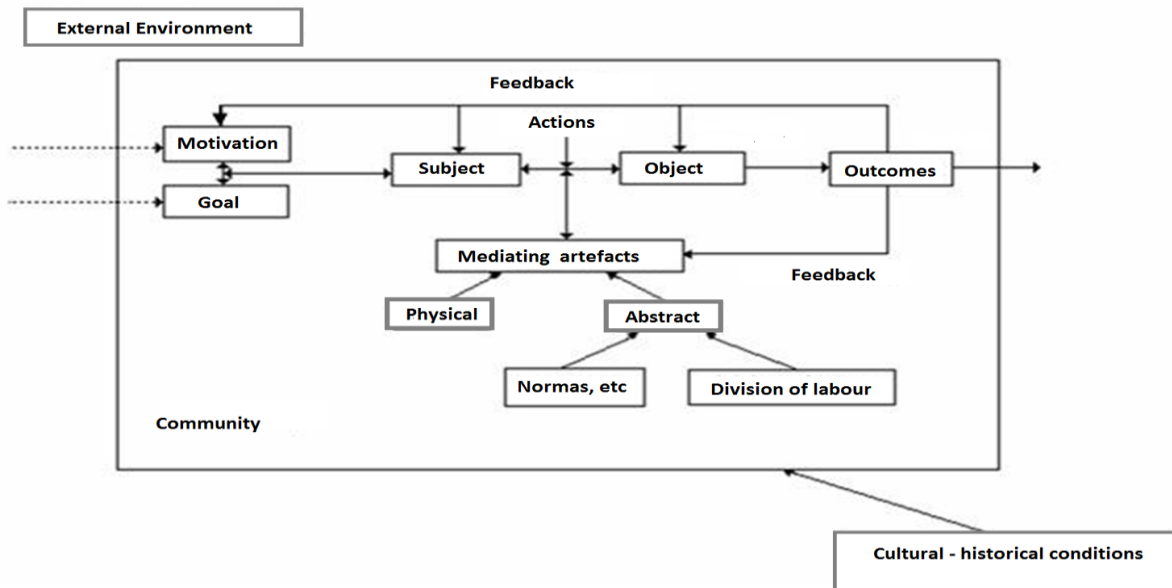 External Environment
Feedback
Actions
Motivation
Subject
Object
Outcomes
Goal
Mediating artefacts
Feedback
Physical
Abstract
Normas, etc
Division of labour
Community
Cultural - historical conditions